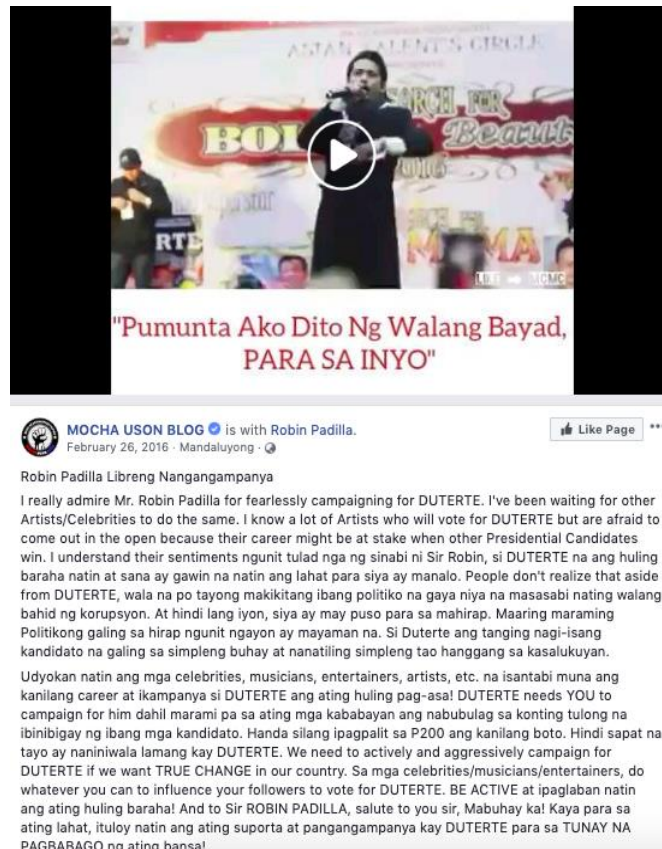 ASIAN TALENT'S CIRCLE
SEARCH FOR
Beaut
2016
RTE
MA
"Pumunta Ako Dito Ng Walang Bayad,
PARA SA INYO"
MOCHA USON BLOG is with Robin Padilla.
February 26, 2016 · Mandaluyong ·
Like Page
Robin Padilla Libreng Nangangampanya
I really admire Mr. Robin Padilla for fearlessly campaigning for DUTERTE. I've been waiting for other
Artists/Celebrities to do the same. I know a lot of Artists who will vote for DUTERTE but are afraid to
come out in the open because their career might be at stake when other Presidential Candidates
win. I understand their sentiments ngunit tulad nga ng sinabi ni Sir Robin, si DUTERTE na ang huling
baraha natin at sana ay gawin na natin ang lahat para siya ay manalo. People don't realize that aside
from DUTERTE, wala na po tayong makikitang ibang politiko na gaya niya na masasabi nating walang
bahid ng korupsyon. At hindi lang iyon, siya ay may puso para sa mahirap. Maaring maraming
Politikong galing sa hirap ngunit ngayon ay mayaman na. Si Duterte ang tanging nagi-isang
kandidato na galing sa simpleng buhay at nanatiling simpleng tao hanggang sa kasalukuyan.
Udyokan natin ang mga celebrities, musicians, entertainers, artists, etc. na isantabi muna ang
kanilang career at ikampanya si DUTERTE ang ating huling pag-asa! DUTERTE needs YOU to
campaign for him dahil marami pa sa ating mga kababayan ang nabubulag sa konting tulong na
ibinibigay ng ibang mga kandidato. Handa silang ipagpalit sa P200 ang kanilang boto. Hindi sapat na
tayo ay naniniwala lamang kay DUTERTE. We need to actively and aggressively campaign for
DUTERTE if we want TRUE CHANGE in our country. Sa mga celebrities/musicians/entertainers, do
whatever you can to influence your followers to vote for DUTERTE. BE ACTIVE at ipaglaban natin
ang ating huling baraha! And to Sir ROBIN PADILLA, salute to you sir, Mabuhay ka! Kaya para sa
ating lahat, ituloy natin ang ating suporta at pangangampanya kay DUTERTE para sa TUNAY NA
PAGBABAGO ng ating bansa!